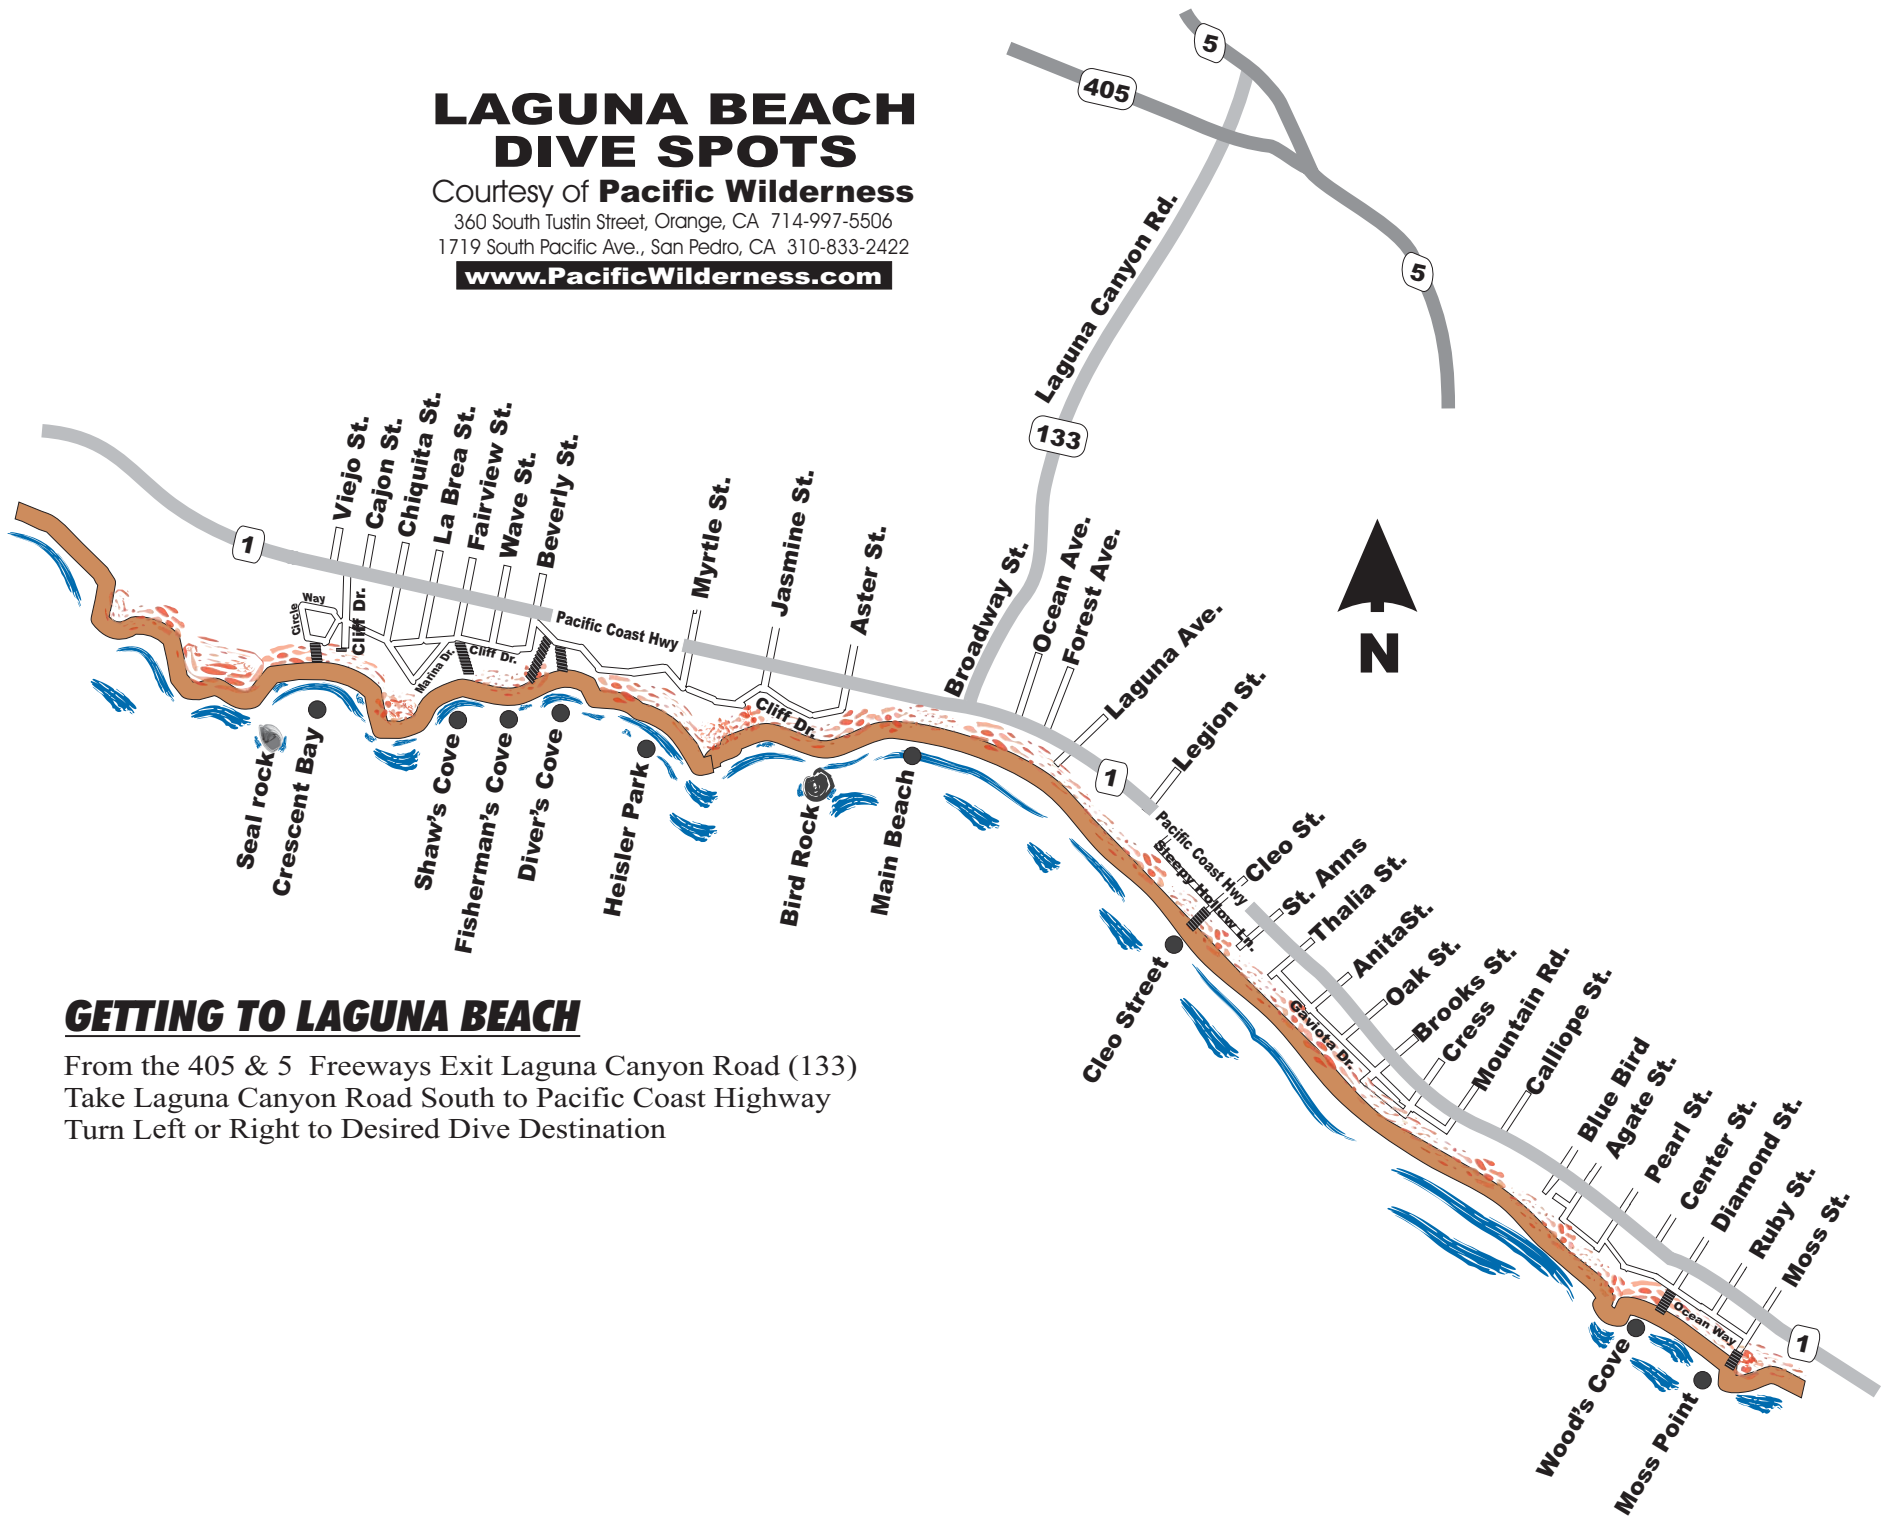 LAGUNA BEACH
DIVE SPOTS
Courtesy of Pacific Wilderness
360 South Tustin Street, Orange, CA  714-997-5506
1719 South Pacific Ave., San Pedro, CA  310-833-2422
www.PacificWilderness.com
5
405
5
Laguna Canyon Rd.
133
1
Viejo St.
Cajon St.
Chiquita St.
La Brea St.
Fairview St.
Wave St.
Beverly St.
Myrtle St.
Jasmine St.
Aster St.
Broadway St.
Ocean Ave.
Forest Ave.
Laguna Ave.
Legion St.
N
Circle
Way
Cliff Dr.
Marina Dr.
Cliff Dr.
Pacific Coast Hwy
Cliff Dr.
1
Pacific Coast Hwy
Sleepy Hollow Ln.
Cleo St.
St. Anns
Thalia St.
AnitaSt.
Oak St.
Brooks St.
Cress
Mountain Rd.
Calliope St.
Gaviota Dr.
Blue Bird
Agate St.
Pearl St.
Center St.
Diamond St.
Ruby St.
Moss St.
Ocean Way
1
Seal rock
Crescent Bay
Shaw's Cove
Fisherman's Cove
Diver's Cove
Heisler Park
Bird Rock
Main Beach
Cleo Street
Wood's Cove
Moss Point
GETTING TO LAGUNA BEACH
From the 405 & 5  Freeways Exit Laguna Canyon Road (133)
Take Laguna Canyon Road South to Pacific Coast Highway
Turn Left or Right to Desired Dive Destination